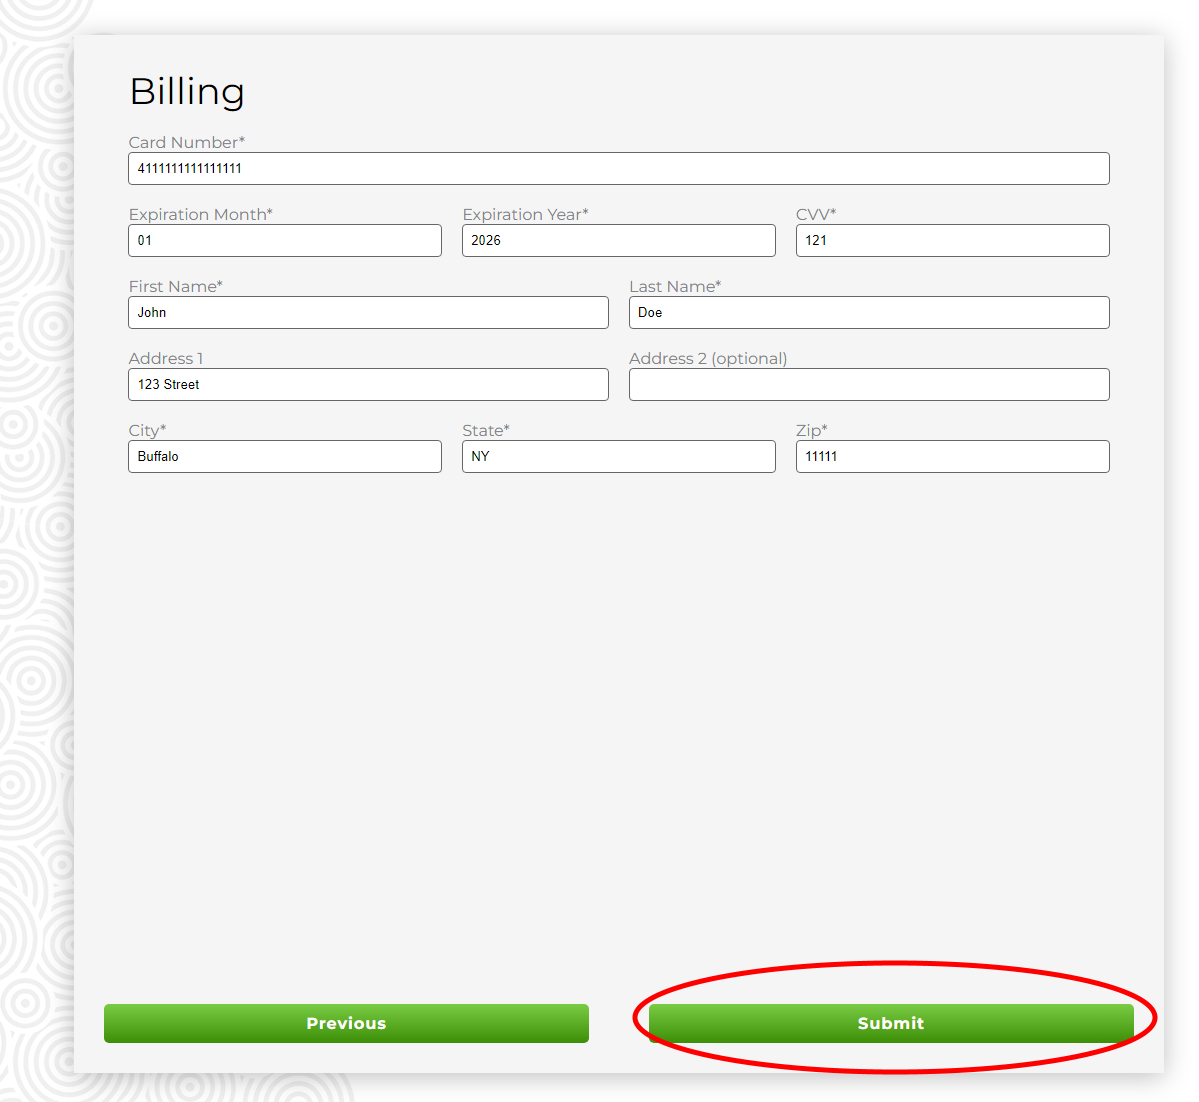 Billing
Card Number*
4111111111111111
Expiration Month* Expiration Year* CVV*
01 2026 121
First Name* Last Name*
John Doe
Address 1 Address 2 (optional)
123 Street
City* State* Zip*
Buffalo NY 11111
Previous Submit